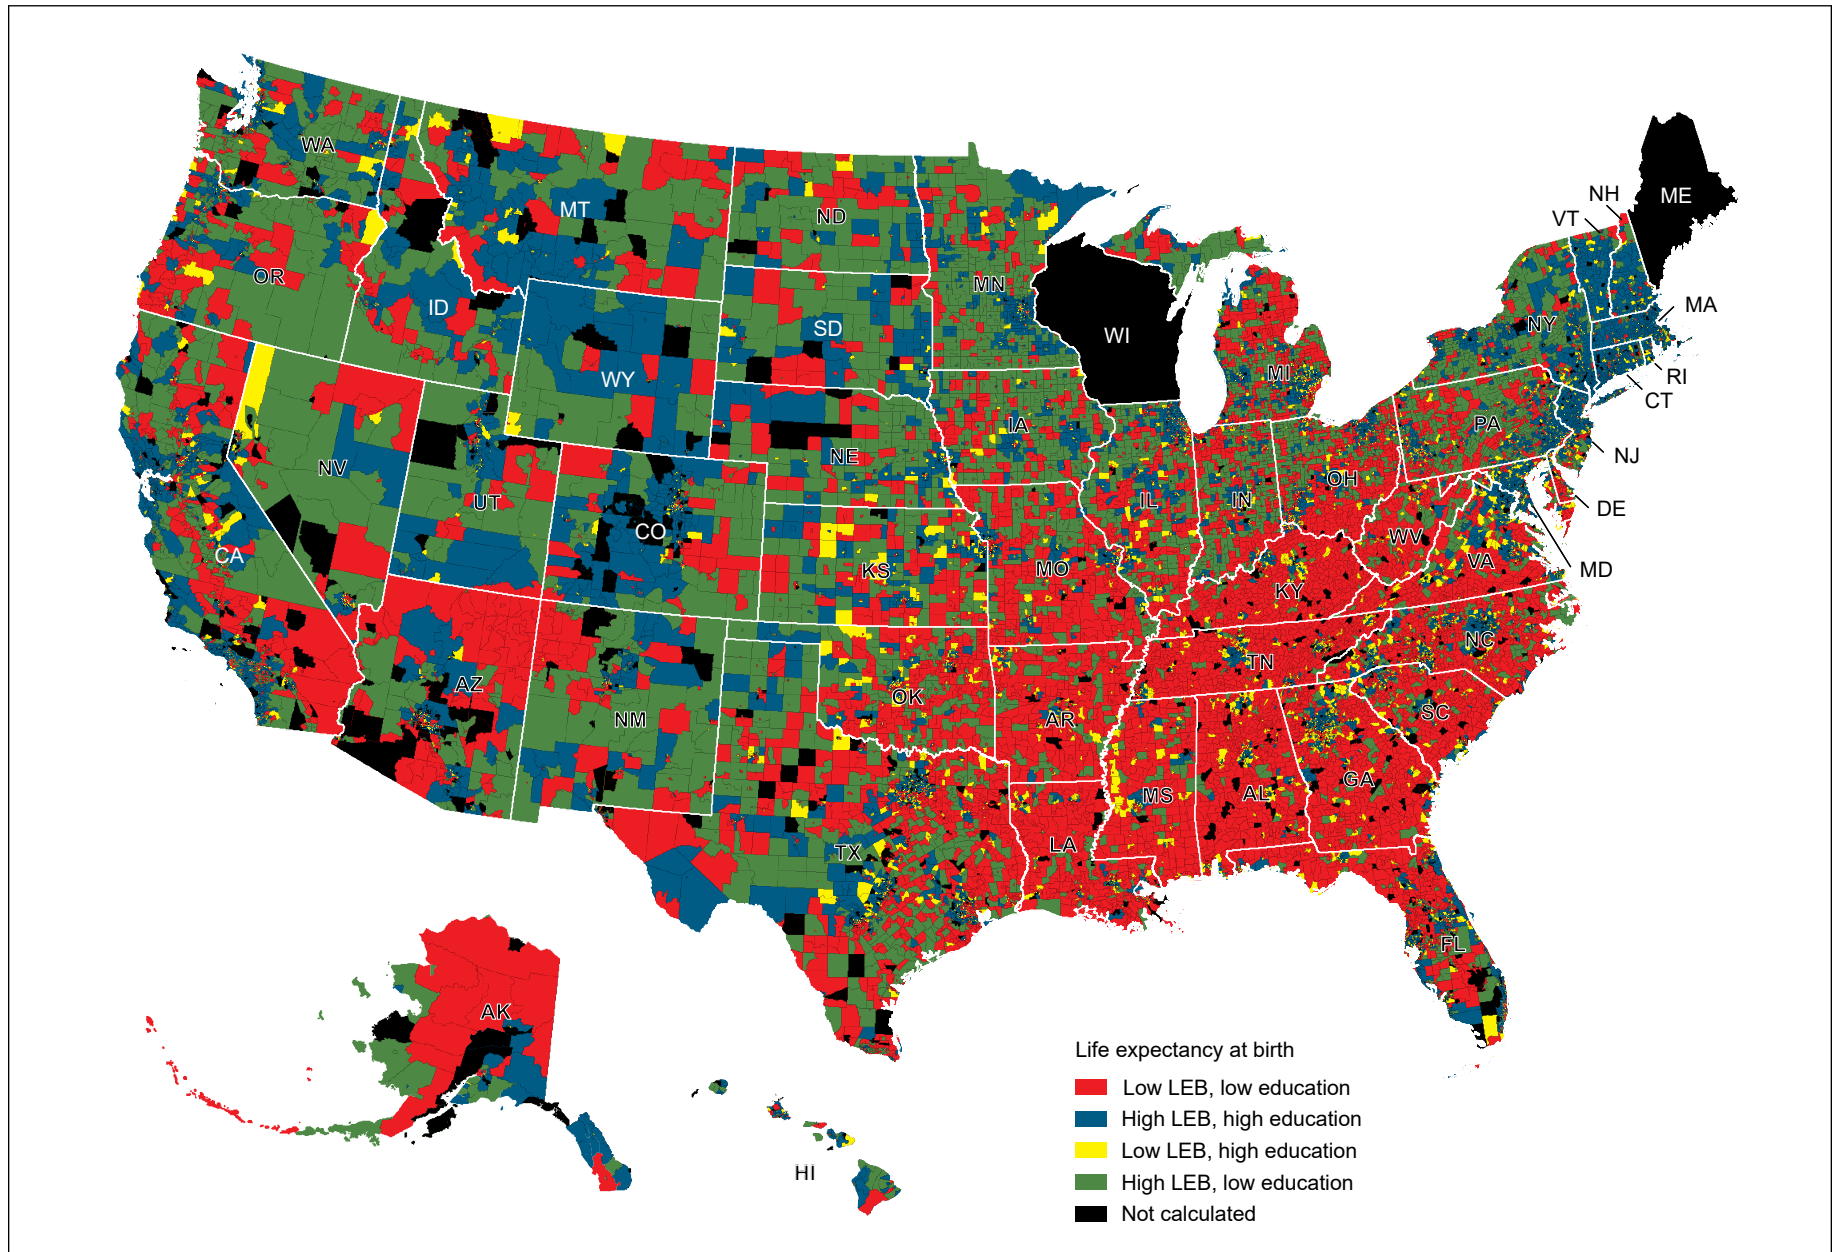 WA
MT
ND
MN
OR
ID
SD
WY
WI
MI
NY
VT
NH
ME
MA
RI
CT
NJ
PA
DE
MD
NV
UT
CO
NE
IA
IL
IN
OH
WV
VA
CA
KS
MO
KY
AZ
NM
OK
AR
TN
NC
SC
TX
LA
MS
AL
GA
FL
AK
HI
Life expectancy at birth
Low LEB, low education
High LEB, high education
Low LEB, high education
High LEB, low education
Not calculated